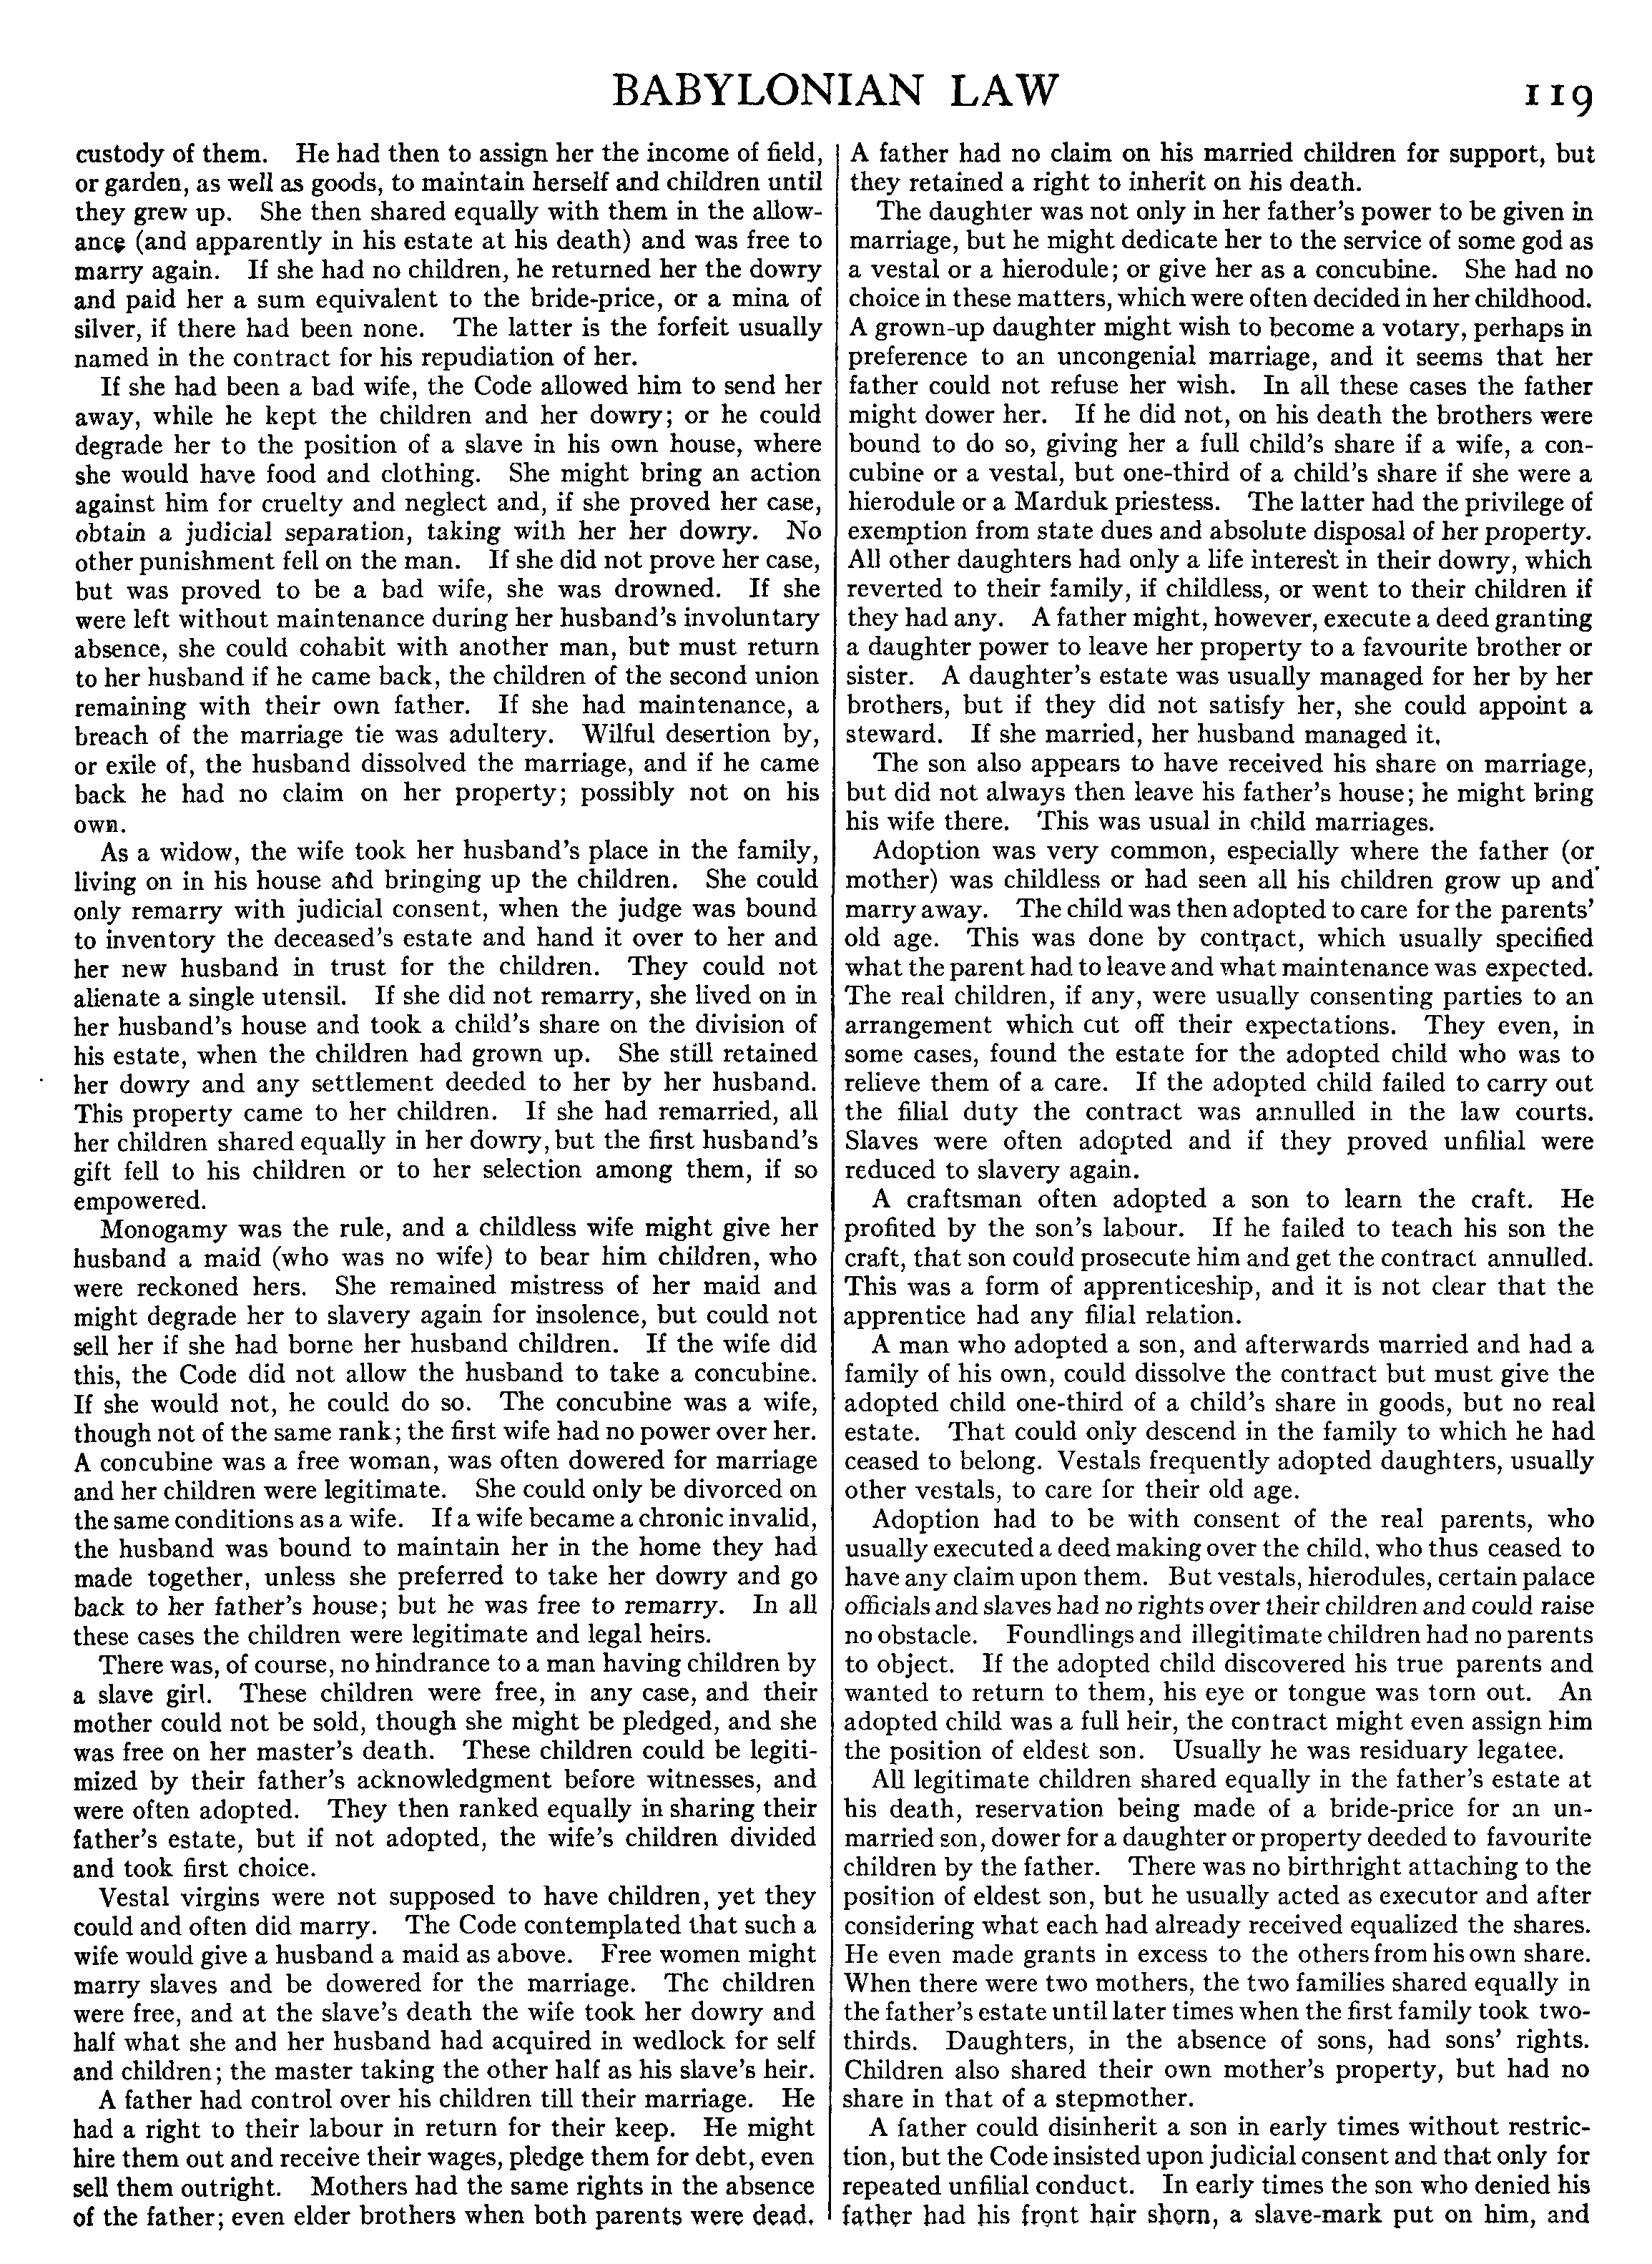 BABYLONIAN LAW
119
custody of them. He had then to assign her the income of field,
or garden, as well as goods, to maintain herself and children until
they grew up. She then shared equally with them in the allow-
ance (and apparently in his estate at his death) and was free to
marry again. If she had no children, he returned her the dowry
and paid her a sum equivalent to the bride-price, or a mina of
silver, if there had been none. The latter is the forfeit usually
named in the contract for his repudiation of her.
If she had been a bad wife, the Code allowed him to send her
away, while he kept the children and her dowry; or he could
degrade her to the position of a slave in his own house, where
she would have food and clothing. She might bring an action
against him for cruelty and neglect and, if she proved her case,
obtain a judicial separation, taking with her her dowry. No
other punishment fell on the man. If she did not prove her case,
but was proved to be a bad wife, she was drowned. If she
were left without maintenance during her husband's involuntary
absence, she could cohabit with another man, but must return
to her husband if he came back, the children of the second union
remaining with their own father. If she had maintenance, a
breach of the marriage tie was adultery. Wilful desertion by,
or exile of, the husband dissolved the marriage, and if he came
back he had no claim on her property; possibly not on his
own.
As a widow, the wife took her husband's place in the family,
living on in his house and bringing up the children. She could
only remarry with judicial consent, when the judge was bound
to inventory the deceased's estate and hand it over to her and
her new husband in trust for the children. They could not
alienate a single utensil. If she did not remarry, she lived on in
her husband's house and took a child's share on the division of
his estate, when the children had grown up. She still retained
her dowry and any settlement deeded to her by her husband.
This property came to her children. If she had remarried, all
her children shared equally in her dowry, but the first husband's
gift fell to his children or to her selection among them, if so
empowered.
Monogamy was the rule, and a childless wife might give her
husband a maid (who was no wife) to bear him children, who
were reckoned hers. She remained mistress of her maid and
might degrade her to slavery again for insolence, but could not
sell her if she had borne her husband children. If the wife did
this, the Code did not allow the husband to take a concubine.
If she would not, he could do so. The concubine was a wife,
though not of the same rank; the first wife had no power over her.
A concubine was a free woman, was often dowered for marriage
and her children were legitimate. She could only be divorced on
the same conditions as a wife. If a wife became a chronic invalid,
the husband was bound to maintain her in the home they had
made together, unless she preferred to take her dowry and go
back to her father's house; but he was free to remarry. In all
these cases the children were legitimate and legal heirs.
There was, of course, no hindrance to a man having children by
a slave girl. These children were free, in any case, and their
mother could not be sold, though she might be pledged, and she
was free on her master's death. These children could be legiti-
mized by their father's acknowledgment before witnesses, and
were often adopted. They then ranked equally in sharing their
father's estate, but if not adopted, the wife's children divided
and took first choice.
Vestal virgins were not supposed to have children, yet they
could and often did marry. The Code contemplated that such a
wife would give a husband a maid as above. Free women might
marry slaves and be dowered for the marriage. The children
were free, and at the slave's death the wife took her dowry and
half what she and her husband had acquired in wedlock for self
and children; the master taking the other half as his slave's heir.
A father had control over his children till their marriage. He
had a right to their labour in return for their keep. He might
hire them out and receive their wages, pledge them for debt, even
sell them outright. Mothers had the same rights in the absence
of the father; even elder brothers when both parents were dead.
A father had no claim on his married children for support, but
they retained a right to inherit on his death.
The daughter was not only in her father's power to be given in
marriage, but he might dedicate her to the service of some god as
a vestal or a hierodule; or give her as a concubine. She had no
choice in these matters, which were often decided in her childhood.
A grown-up daughter might wish to become a votary, perhaps in
preference to an uncongenial marriage, and it seems that her
father could not refuse her wish. In all these cases the father
might dower her. If he did not, on his death the brothers were
bound to do so, giving her a full child's share if a wife, a con-
cubine or a vestal, but one-third of a child's share if she were a
hierodule or a Marduk priestess. The latter had the privilege of
exemption from state dues and absolute disposal of her property.
All other daughters had only a life interest in their dowry, which
reverted to their family, if childless, or went to their children if
they had any. A father might, however, execute a deed granting
a daughter power to leave her property to a favourite brother or
sister. A daughter's estate was usually managed for her by her
brothers, but if they did not satisfy her, she could appoint a
steward. If she married, her husband managed it.
The son also appears to have received his share on marriage,
but did not always then leave his father's house; he might bring
his wife there. This was usual in child marriages.
Adoption was very common, especially where the father (or
mother) was childless or had seen all his children grow up and
marry away. The child was then adopted to care for the parents'
old age. This was done by contract, which usually specified
what the parent had to leave and what maintenance was expected.
The real children, if any, were usually consenting parties to an
arrangement which cut off their expectations. They even, in
some cases, found the estate for the adopted child who was to
relieve them of a care. If the adopted child failed to carry out
the filial duty the contract was annulled in the law courts.
Slaves were often adopted and if they proved unfilial were
reduced to slavery again.
A craftsman often adopted a son to learn the craft. He
profited by the son's labour. If he failed to teach his son the
craft, that son could prosecute him and get the contract annulled.
This was a form of apprenticeship, and it is not clear that the
apprentice had any filial relation.
A man who adopted a son, and afterwards married and had a
family of his own, could dissolve the contract but must give the
adopted child one-third of a child's share in goods, but no real
estate. That could only descend in the family to which he had
ceased to belong. Vestals frequently adopted daughters, usually
other vestals, to care for their old age.
Adoption had to be with consent of the real parents, who
usually executed a deed making over the child, who thus ceased to
have any claim upon them. But vestals, hierodules, certain palace
officials and slaves had no rights over their children and could raise
no obstacle. Foundlings and illegitimate children had no parents
to object. If the adopted child discovered his true parents and
wanted to return to them, his eye or tongue was torn out. An
adopted child was a full heir, the contract might even assign him
the position of eldest son. Usually he was residuary legatee.
All legitimate children shared equally in the father's estate at
his death, reservation being made of a bride-price for an un-
married son, dower for a daughter or property deeded to favourite
children by the father. There was no birthright attaching to the
position of eldest son, but he usually acted as executor and after
considering what each had already received equalized the shares.
He even made grants in excess to the others from his own share.
When there were two mothers, the two families shared equally in
the father's estate until later times when the first family took two-
thirds. Daughters, in the absence of sons, had sons' rights.
Children also shared their own mother's property, but had no
share in that of a stepmother.
A father could disinherit a son in early times without restric-
tion, but the Code insisted upon judicial consent and that only for
repeated unfilial conduct. In early times the son who denied his
father had his front hair shorn, a slave-mark put on him, and